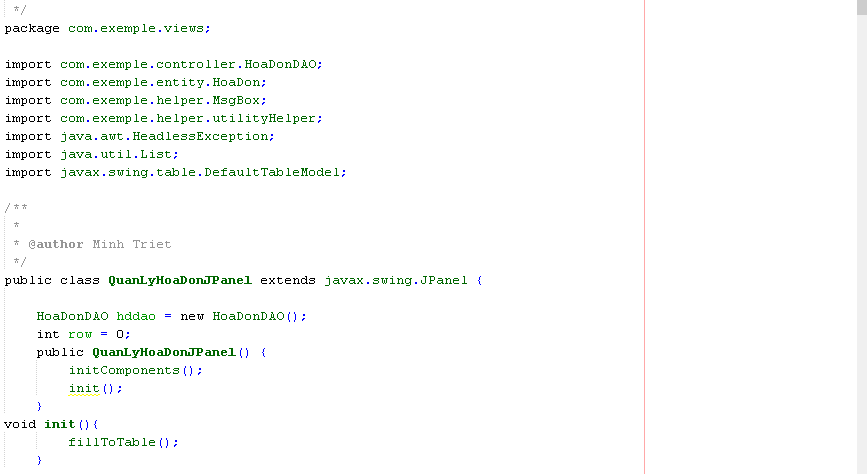 */
package com.exemple.views;
import com.exemple.controller.HoaDonDAO;
import com.exemple.entity.HoaDon;
import com.exemple.helper.MsgBox;
import com.exemple.helper.utilityHelper;
import java.awt.HeadlessException;
import java.util.List;
import javax.swing.table.DefaultTableModel;
/**
*
* @author Minh Triet
*/
public class QuanLyHoaDonJPanel extends javax.swing.JPanel {
HoaDonDAO hddao = new HoaDonDAO();
int row = 0;
public QuanLyHoaDonJPanel() {
initComponents();
init();
}
void init(){
fillToTable();
}